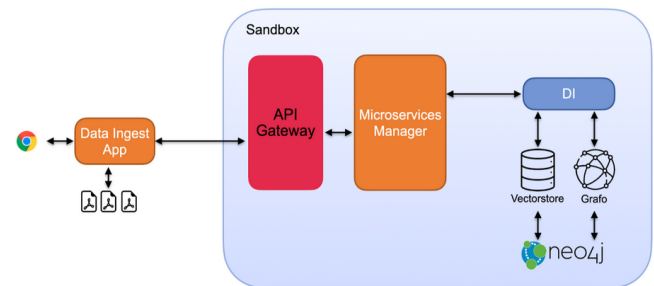 Sandbox
API
Gateway
Microservices
Manager
DI
Data Ingest
App
Vectorstore
Grafo
neo4j